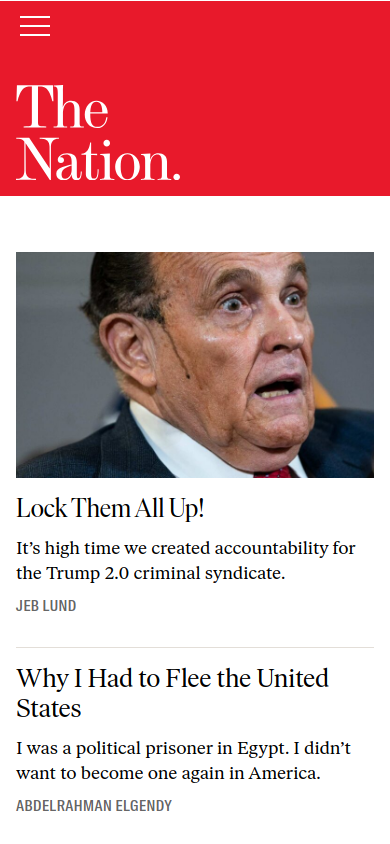 The
Nation.
Lock Them All Up!
It’s high time we created accountability for
the Trump 2.0 criminal syndicate.
JEB LUND
Why I Had to Flee the United
States
I was a political prisoner in Egypt. I didn’t
want to become one again in America.
ABDELRAHMAN ELGENDY